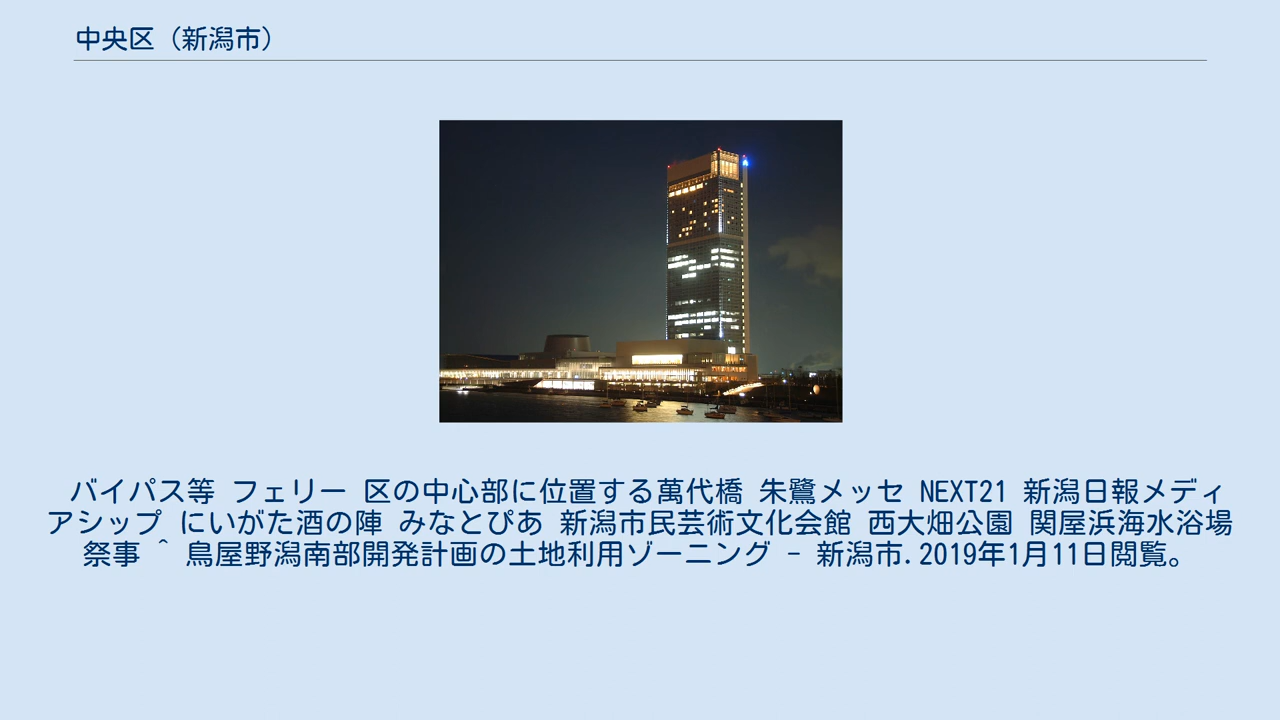 中央区（新潟市）
バイパス等 フェリー 区の中心部に位置する萬代橋 朱鷺メッセ NEXT21 新潟日報メディ
アシップ にいがた酒の陣 みなとぴあ 新潟市民芸術文化会館 西大畑公園 関屋浜海水浴場
祭事 ^ 鳥屋野潟南部開発計画の土地利用ゾーニング - 新潟市.2019年1月11日閲覧。